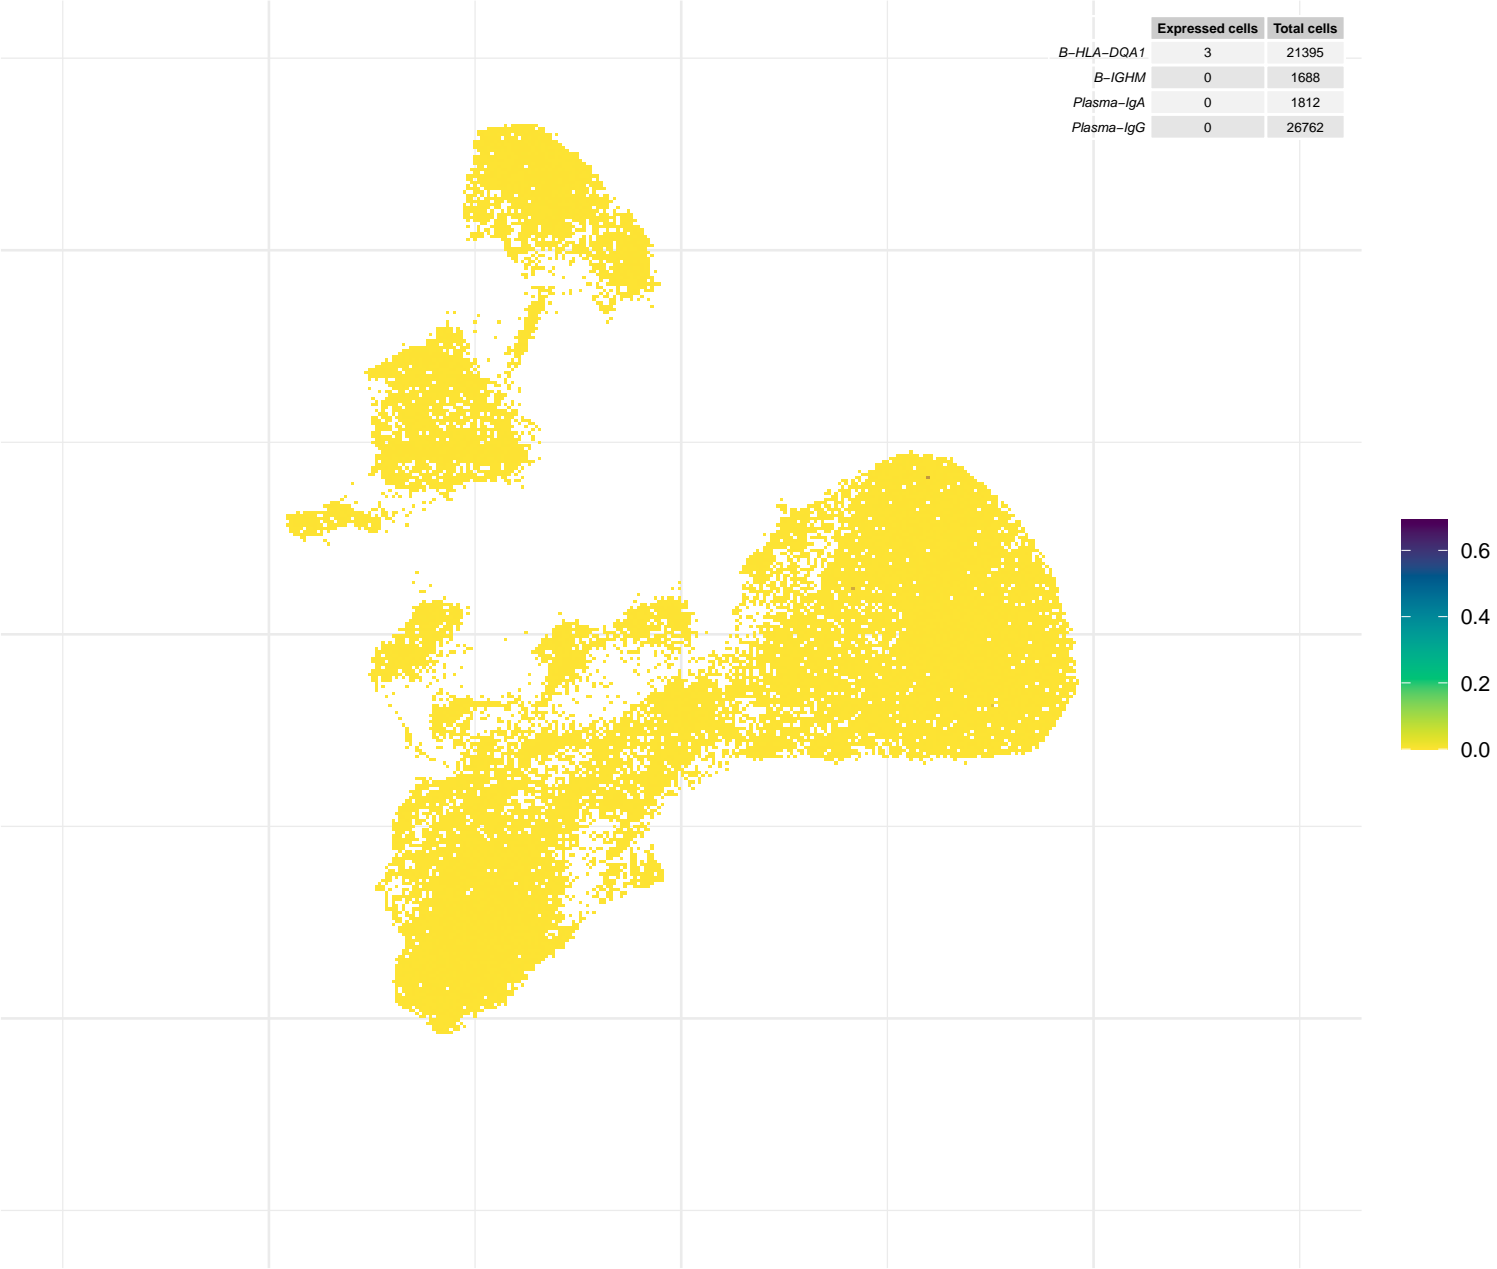 Expressed cells Total cells
B−HLA−DQA1 3 21395
B−IGHM 0 1688
Plasma−IgA 0 1812
Plasma−IgG 0 26762
0.6
0.4
0.2
0.0